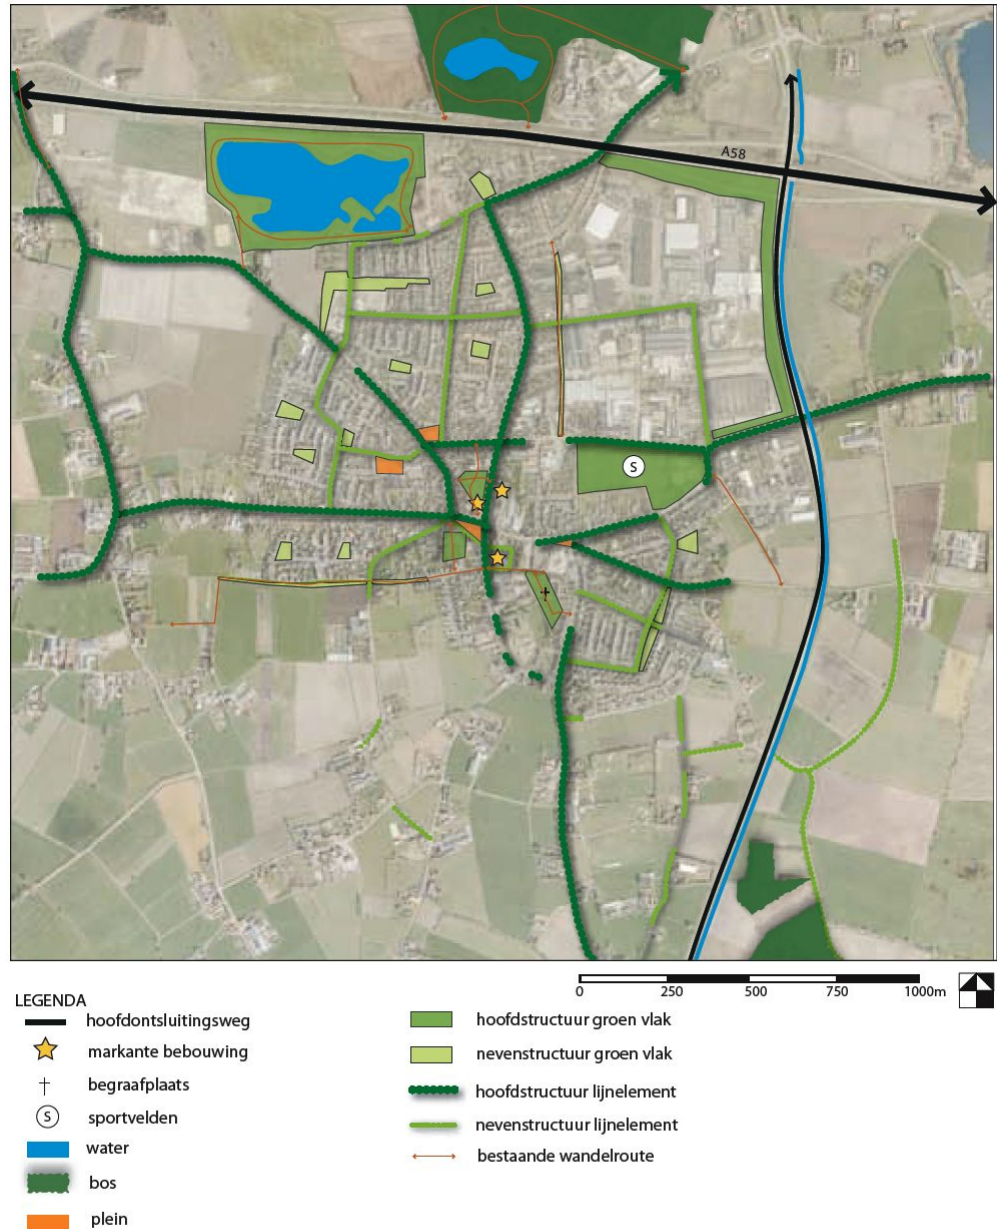 A58
S
0 250 500 750 1000m
LEGENDA
hoofdontsluitingsweg
markante bebouwing
begraafplaats
S sportvelden
water
bos
plein
hoofdstructuur groen vlak
nevenstructuur groen vlak
hoofdstructuur lijnelement
nevenstructuur lijnelement
bestaande wandelroute